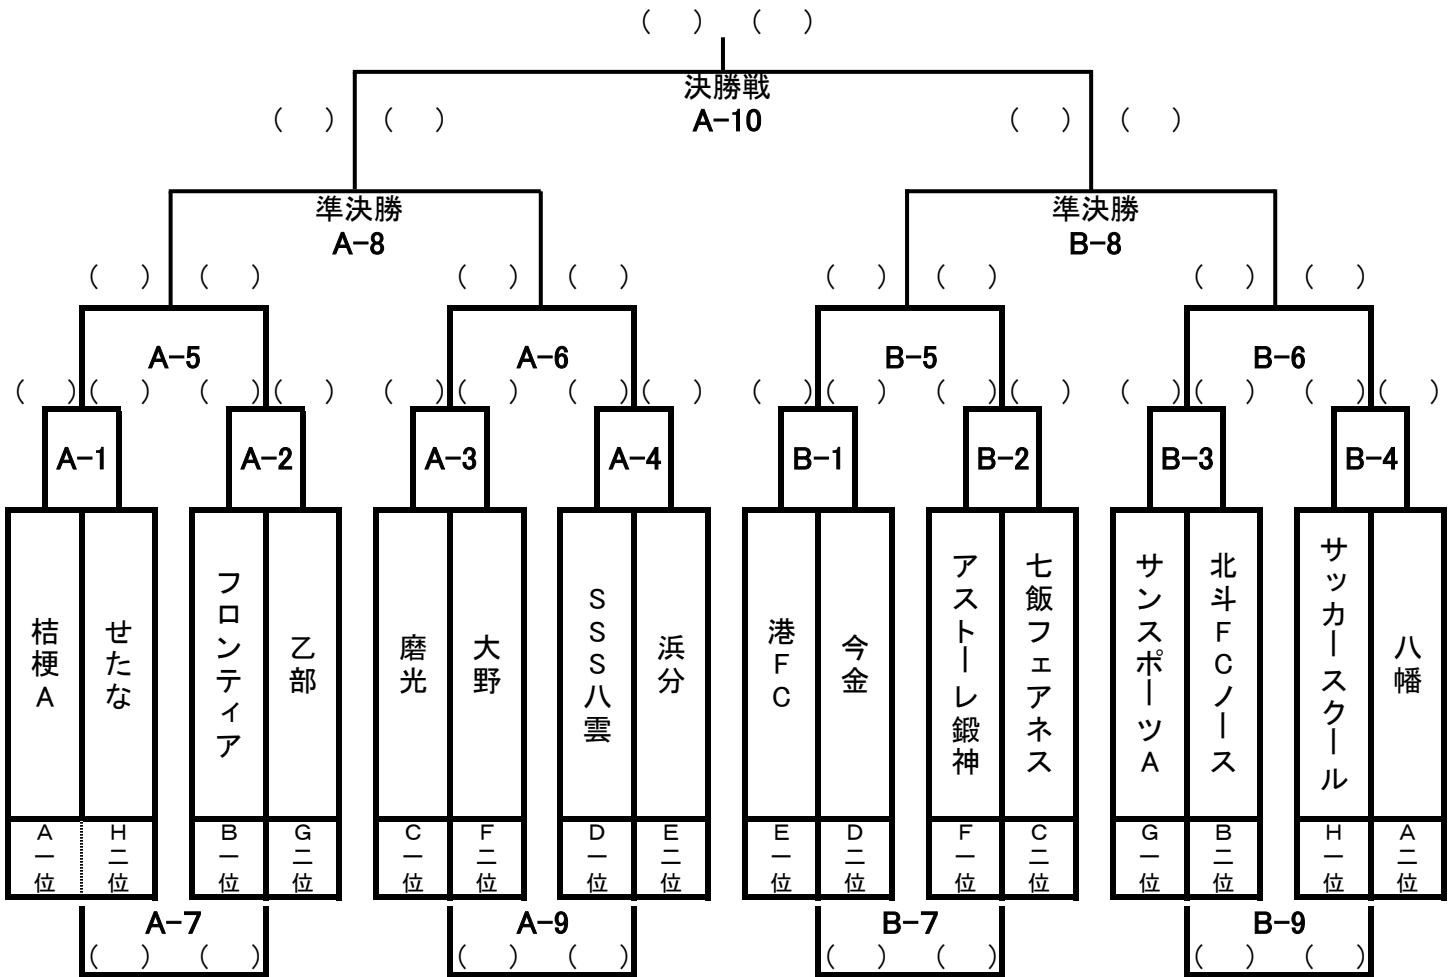 ( ) ( )
決勝戦
A-10
( ) ( ) ( ) ( )
準決勝 準決勝
A-8 B-8
( ) ( ) ( ) ( ) ( ) ( ) ( ) ( )
A-5 A-6 B-5 B-6
( ) ( ) ( ) ( ) ( ) ( ) ( ) ( ) ( ) ( ) ( ) ( ) ( ) ( ) ( ) ( )
A-1 A-2 A-3 A-4 B-1 B-2 B-3 B-4
桔梗A
せたな
フロンティア
乙部
磨光
大野
SSS八雲
浜分
港FC
今金
アストーレ鍛神
七飯フェアネス
サンスポーツA
北斗FCノース
サッカースクール
八幡
A一位
H二位
B一位
G二位
C一位
F二位
D一位
E二位
E一位
D二位
F一位
C二位
G一位
B二位
H一位
A二位
A-7 A-9 B-7 B-9
( ) ( ) ( ) ( ) ( ) ( ) ( ) ( )